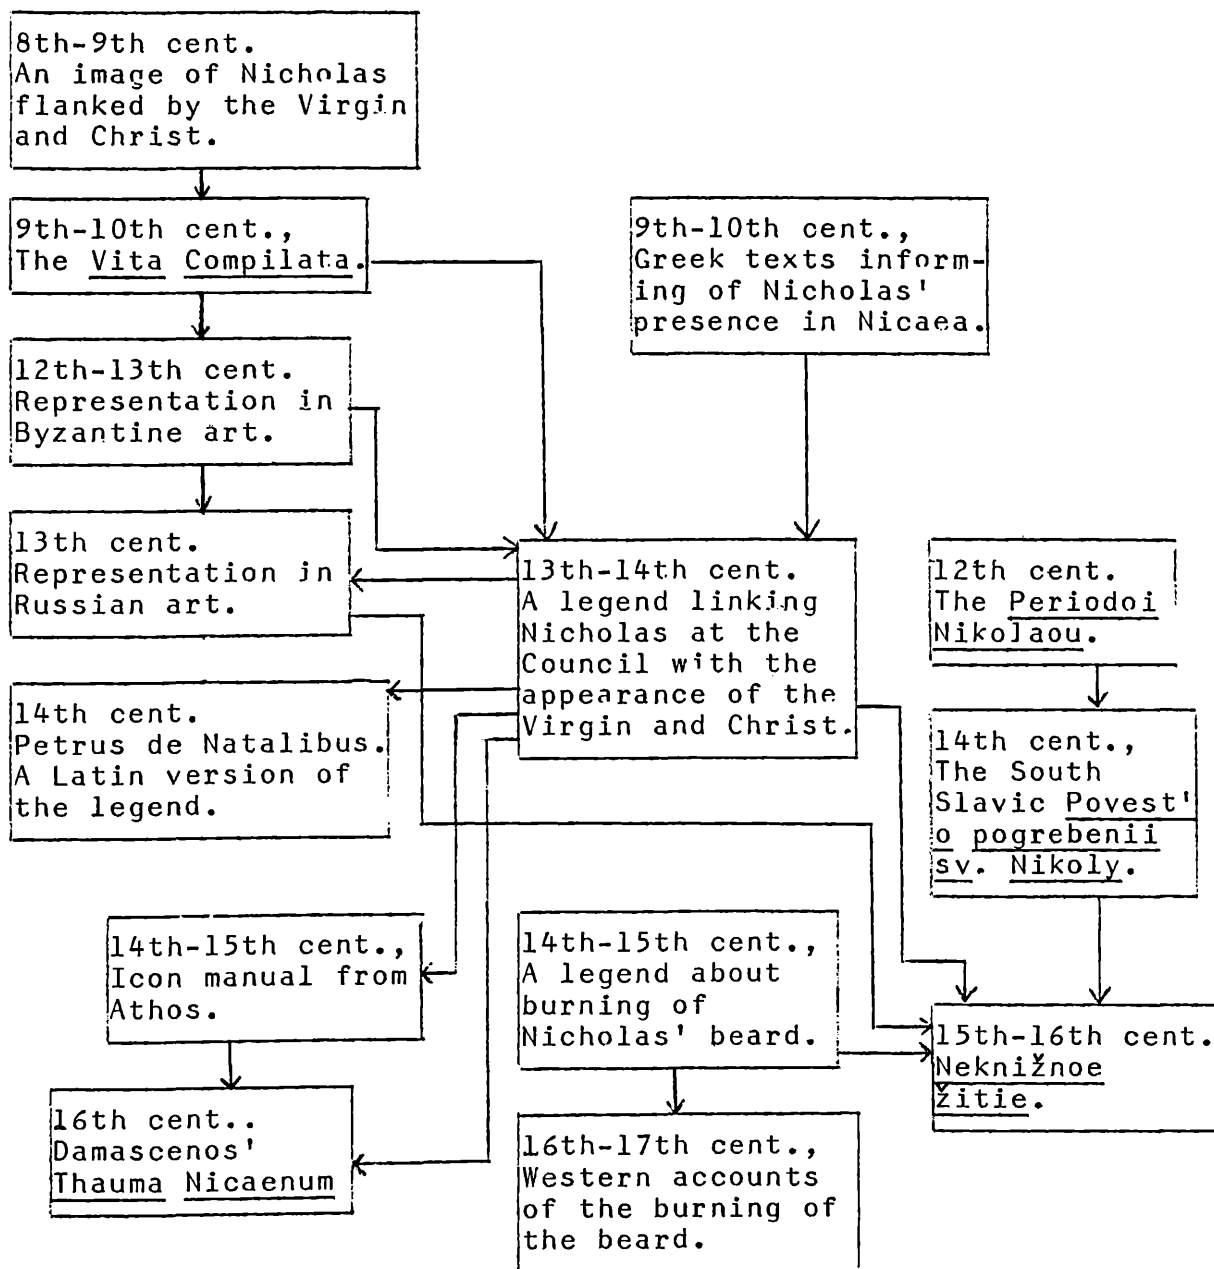 8th-9th cent.
An image of Nicholas
flanked by the Virgin
and Christ.
9th-10th cent.,
The Vita Compilata.
9th-10th cent.,
Greek texts inform-
ing of Nicholas'
presence in Nicaea.
12th-13th cent.
Representation in
Byzantine art.
13th cent.
Representation in
Russian art.
13th-14th cent.
A legend linking
Nicholas at the
Council with the
appearance of the
Virgin and Christ.
12th cent.
The Periodoi
Nikolaou.
14th cent.
Petrus de Natalibus.
A Latin version of
the legend.
14th cent.,
The South
Slavic Povest'
o pogrebenii
sv. Nikoly.
14th-15th cent.,
Icon manual from
Athos.
14th-15th cent.,
A legend about
burning of
Nicholas' beard.
15th-16th cent.
Neknižnoe
žitie.
16th cent..
Damascenos'
Thauma Nicaenum
16th-17th cent.,
Western accounts
of the burning of
the beard.